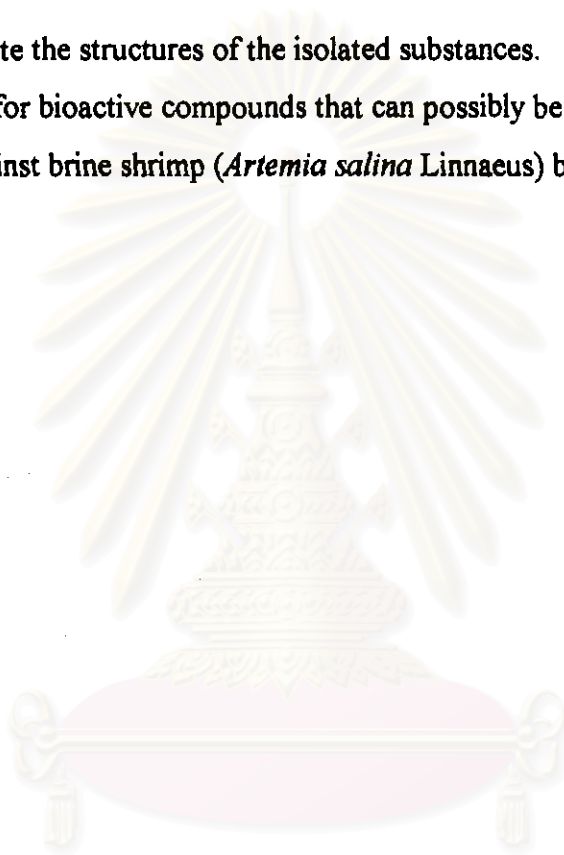 te the structures of the isolated substances.
for bioactive compounds that can possibly be
inst brine shrimp (Artemia salina Linnaeus) b